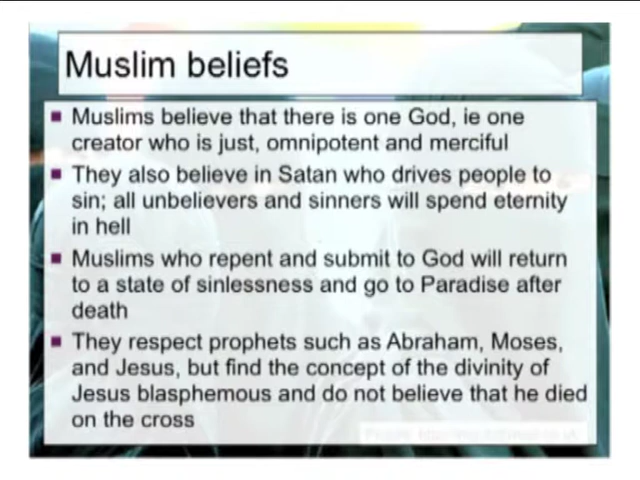 Muslim beliefs
■ Muslims believe that there is one God, ie one
creator who is just, omnipotent and merciful
■ They also believe in Satan who drives people to
sin; all unbelievers and sinners will spend eternity
in hell
■ Muslims who repent and submit to God will return
to a state of sinlessness and go to Paradise after
death
■ They respect prophets such as Abraham, Moses,
and Jesus, but find the concept of the divinity of
Jesus blasphemous and do not believe that he died
on the cross